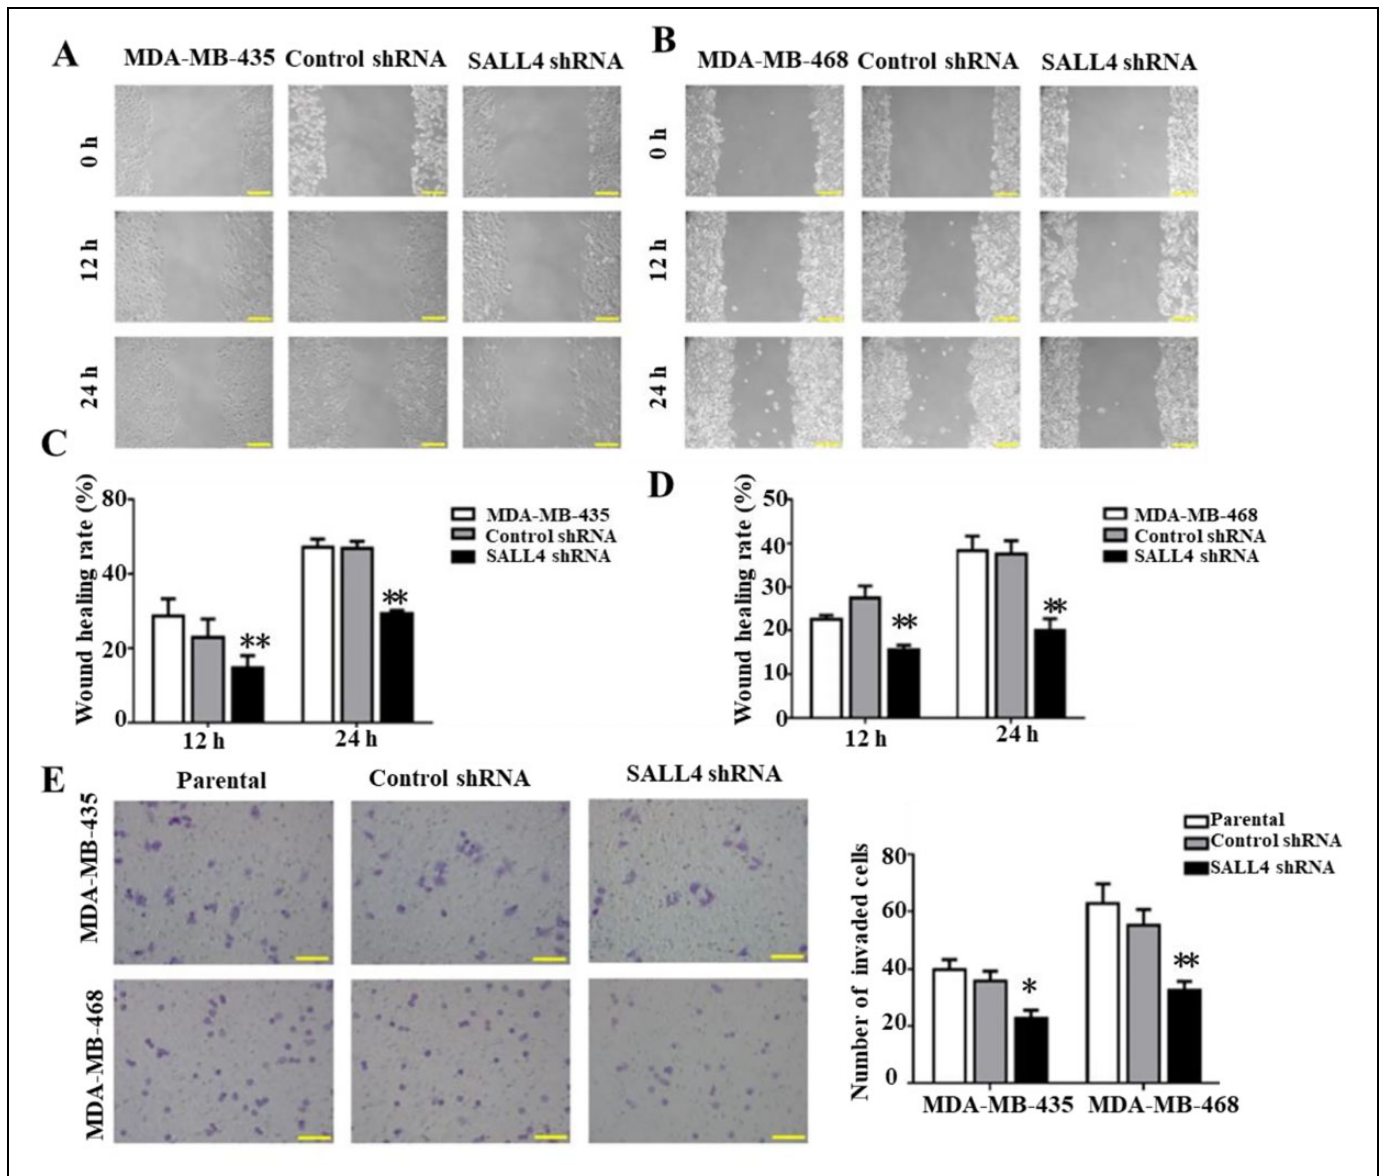 A
MDA-MB-435 Control shRNA SALL4 shRNA
0 h
12 h
24 h
B
MDA-MB-468 Control shRNA SALL4 shRNA
0 h
12 h
24 h
C
Wound healing rate (%)
80
40
20
0
**
**
12 h
24 h
MDA-MB-435
Control shRNA
SALL4 shRNA
D
Wound healing rate (%)
50
40
30
20
10
0
**
**
12 h
24 h
MDA-MB-468
Control shRNA
SALL4 shRNA
E
Parental Control shRNA SALL4 shRNA
MDA-MB-435
MDA-MB-468
Number of invaded cells
80
60
40
20
0
*
**
MDA-MB-435 MDA-MB-468
Parental
Control shRNA
SALL4 shRNA